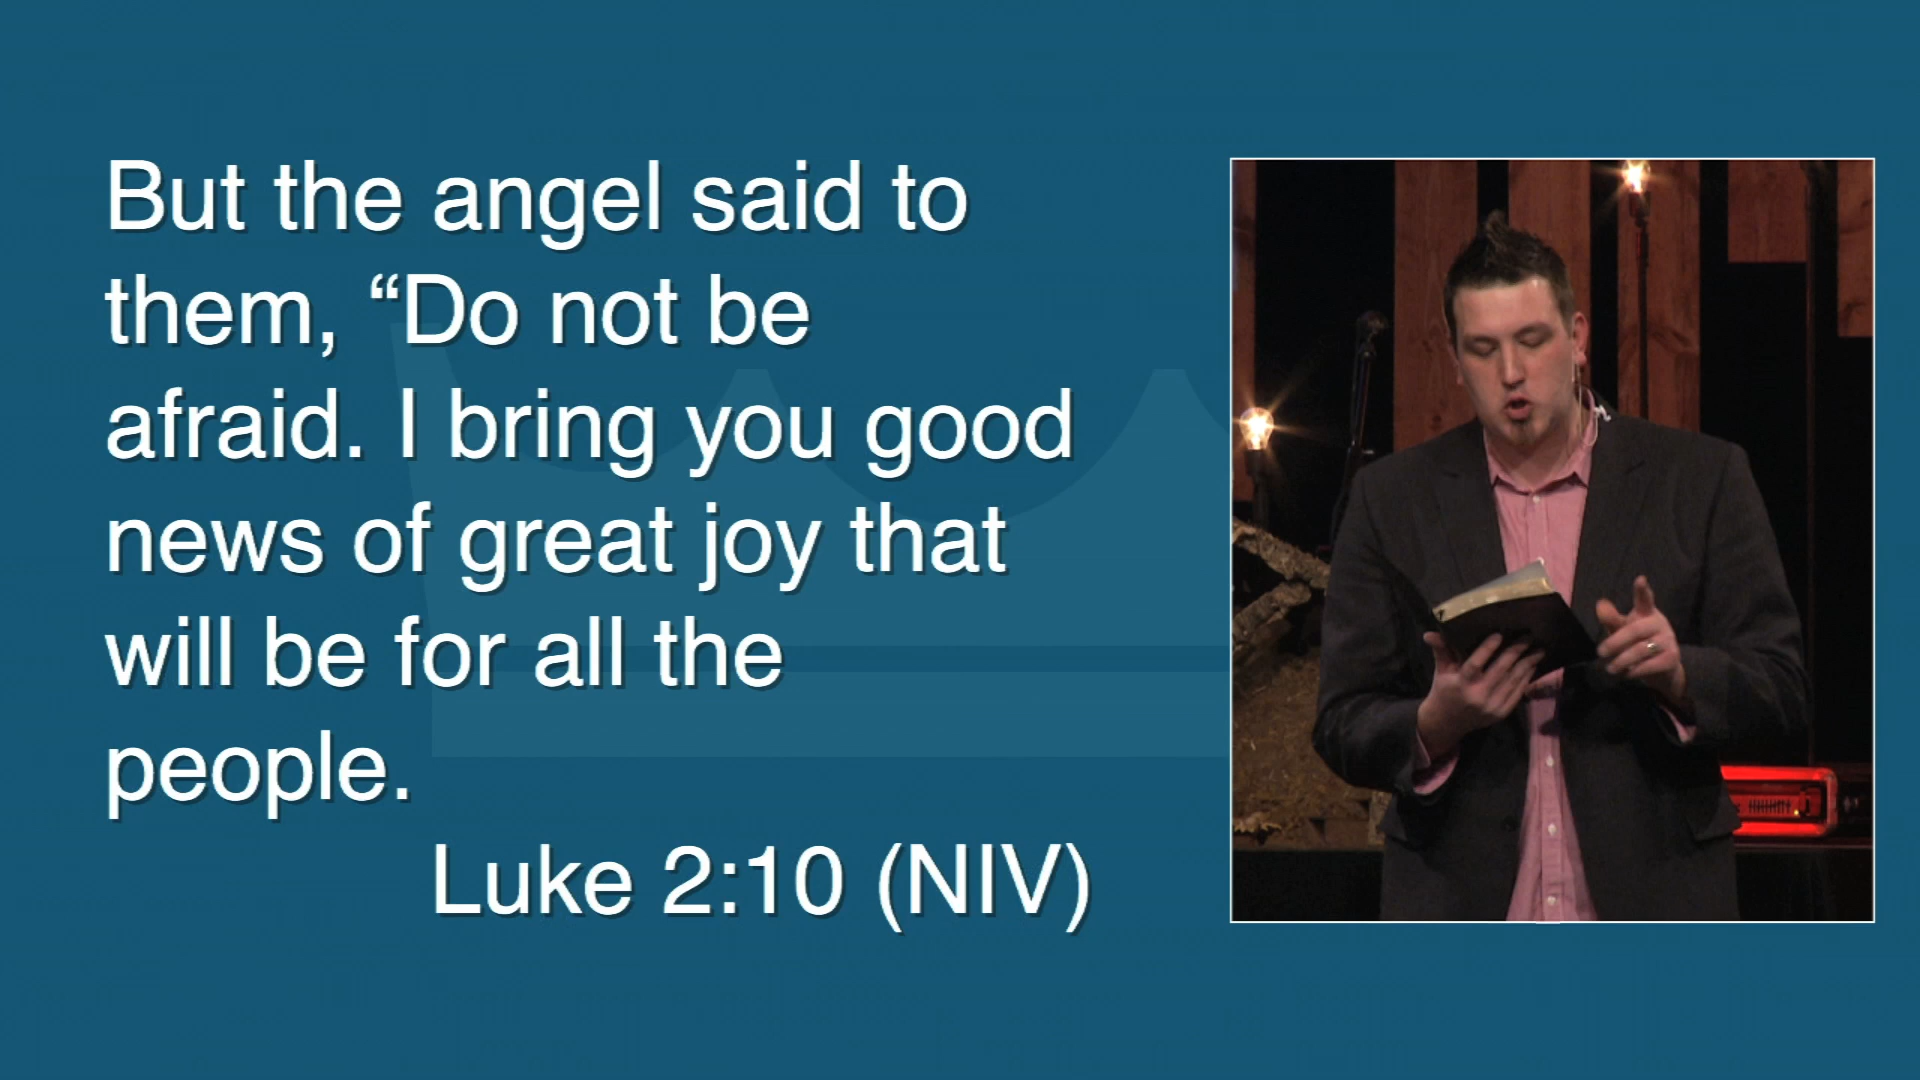 But the angel said to
them, “Do not be
afraid. I bring you good
news of great joy that
will be for all the
people.
Luke 2:10 (NIV)